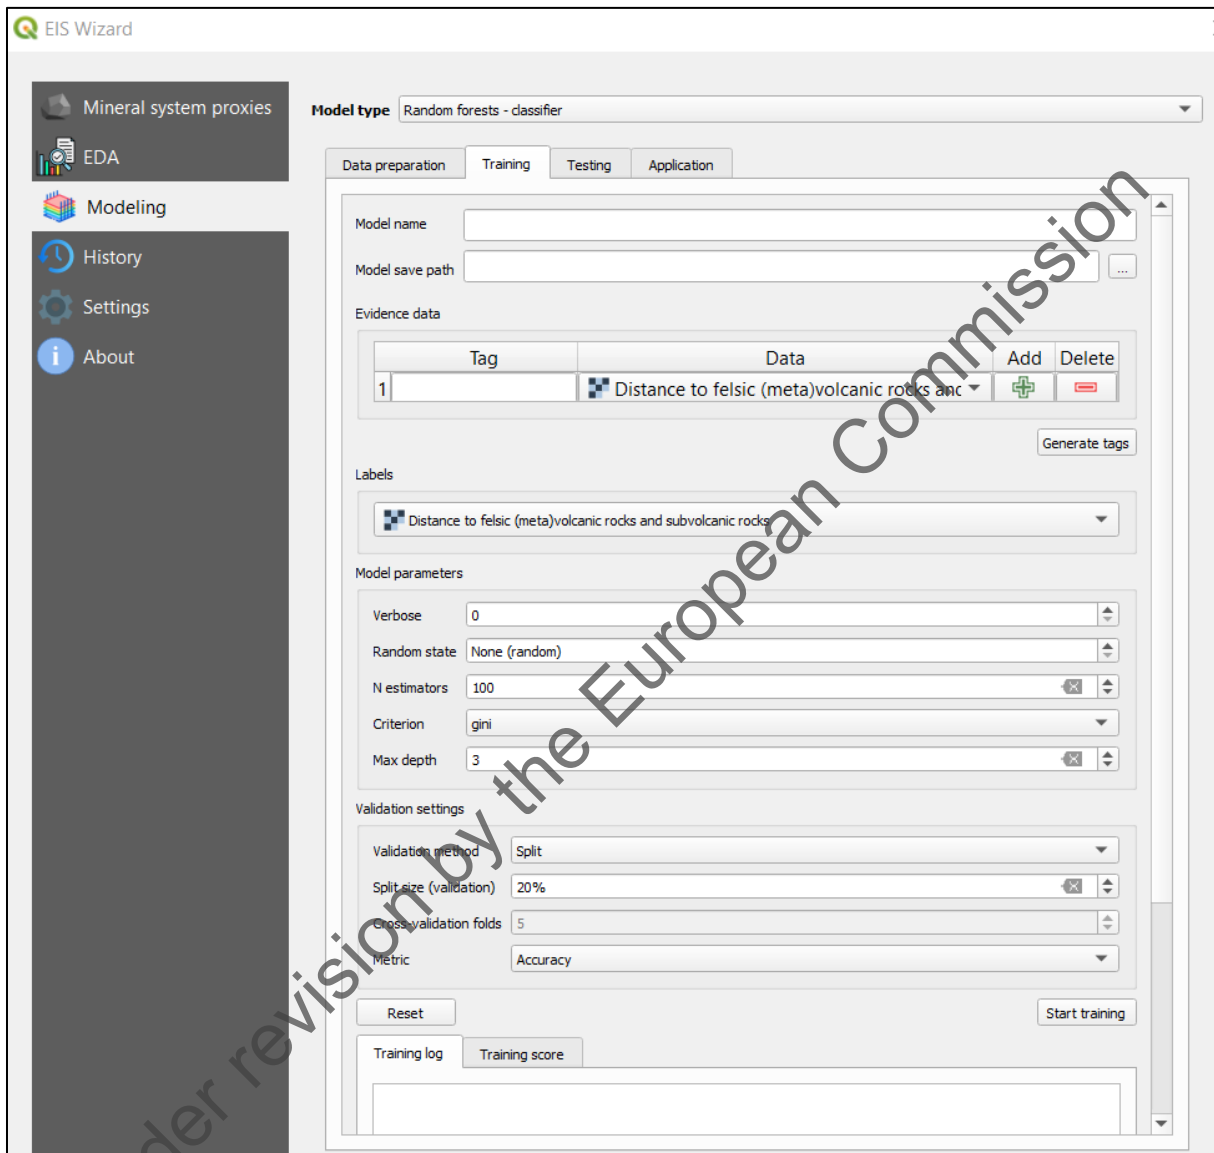 EIS Wizard
Mineral system proxies
EDA
Modeling
History
Settings
i About
Model type Random forests - classifier
Data preparation Training Testing Application
Model name
Model save path ...
Evidence data
Tag Data Add Delete
1 Distance to felsic (meta)volcanic rocks and
Generate tags
Labels
Distance to felsic (meta)volcanic rocks and subvolcanic rocks
Model parameters
Verbose 0
Random state None (random)
N estimators 100
Criterion gini
Max depth 3
Validation settings
Validation method Split
Split size (validation) 20%
Cross-validation folds 5
Metric Accuracy
Reset Start training
Training log Training score
der revision by the European Commission